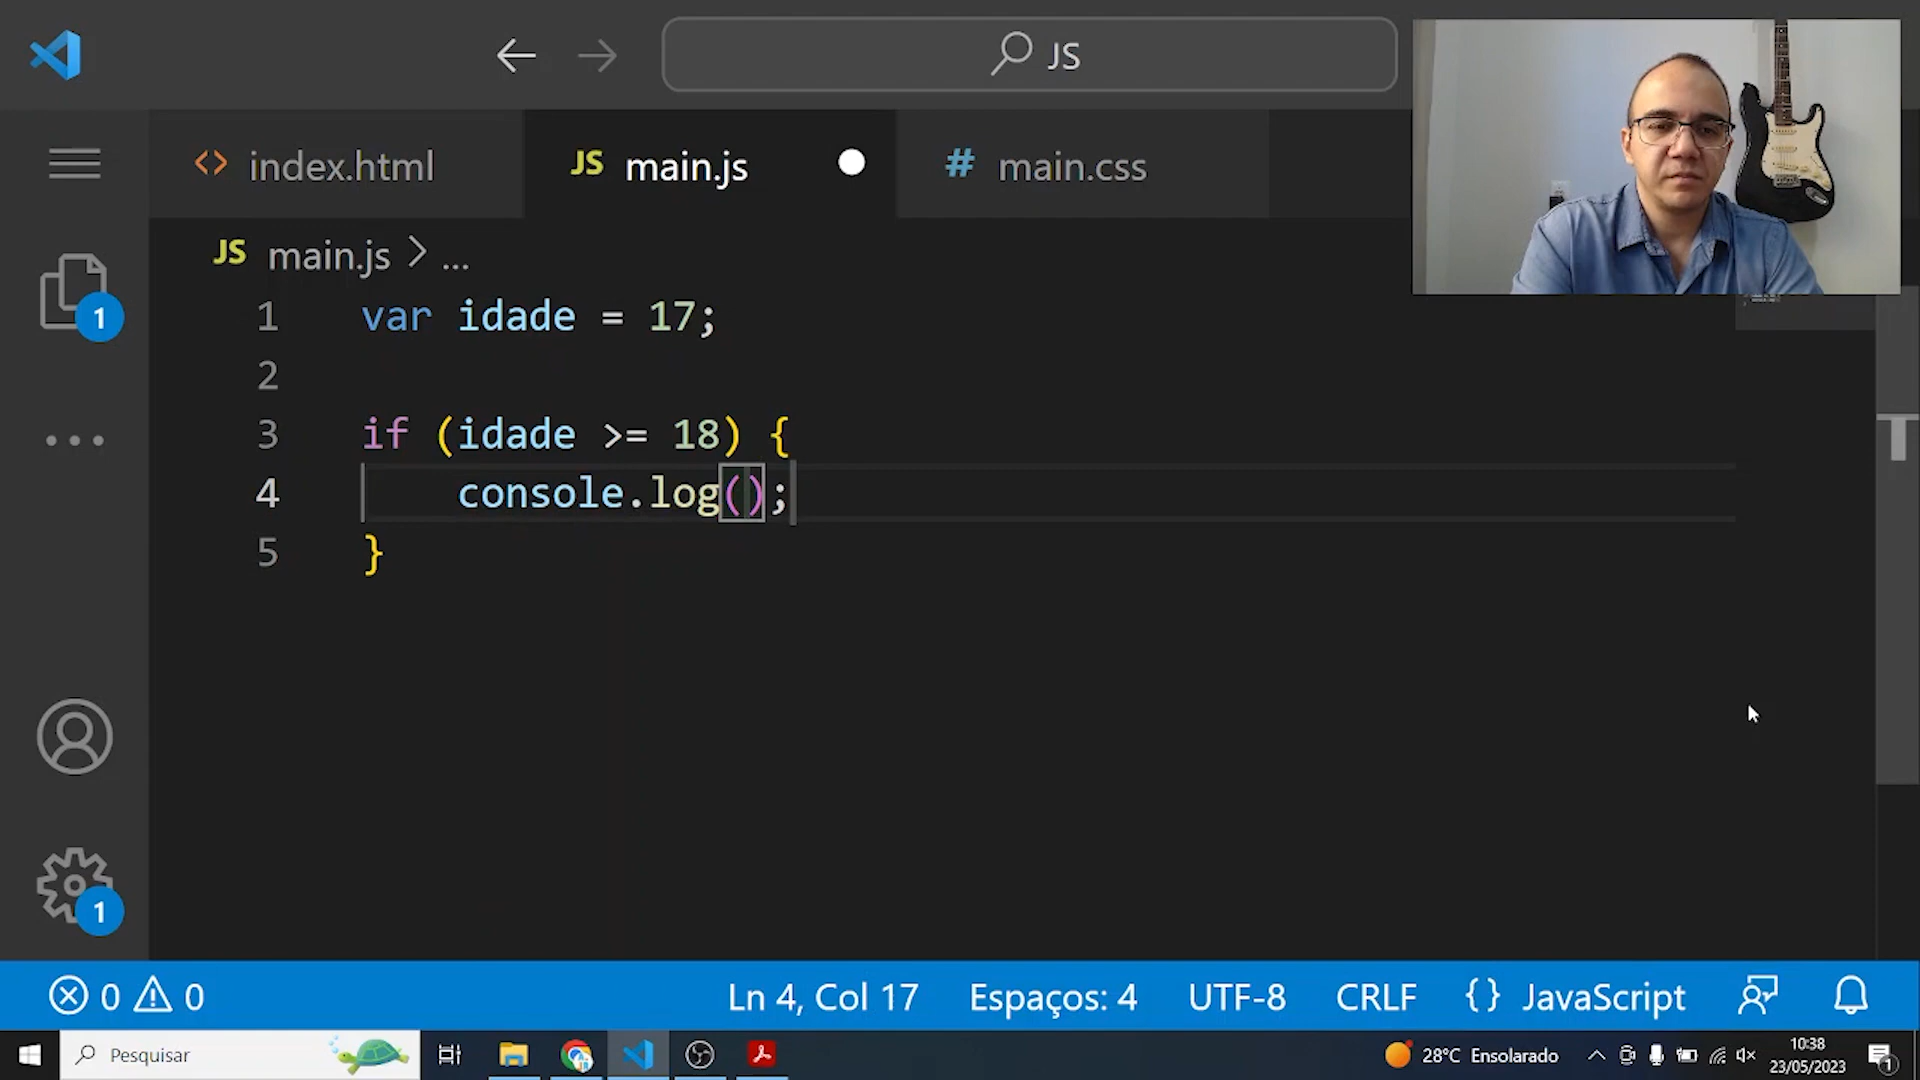 JS
index.html
JS main.js
# main.css
JS main.js > ...
1 var idade = 17;
2
3 if (idade >= 18) {
4 console.log();
5 }
1
1
0 0
Ln 4, Col 17
Espaços: 4
UTF-8
CRLF
{} JavaScript
Pesquisar
28°C Ensolarado
10:38
23/05/2023
1